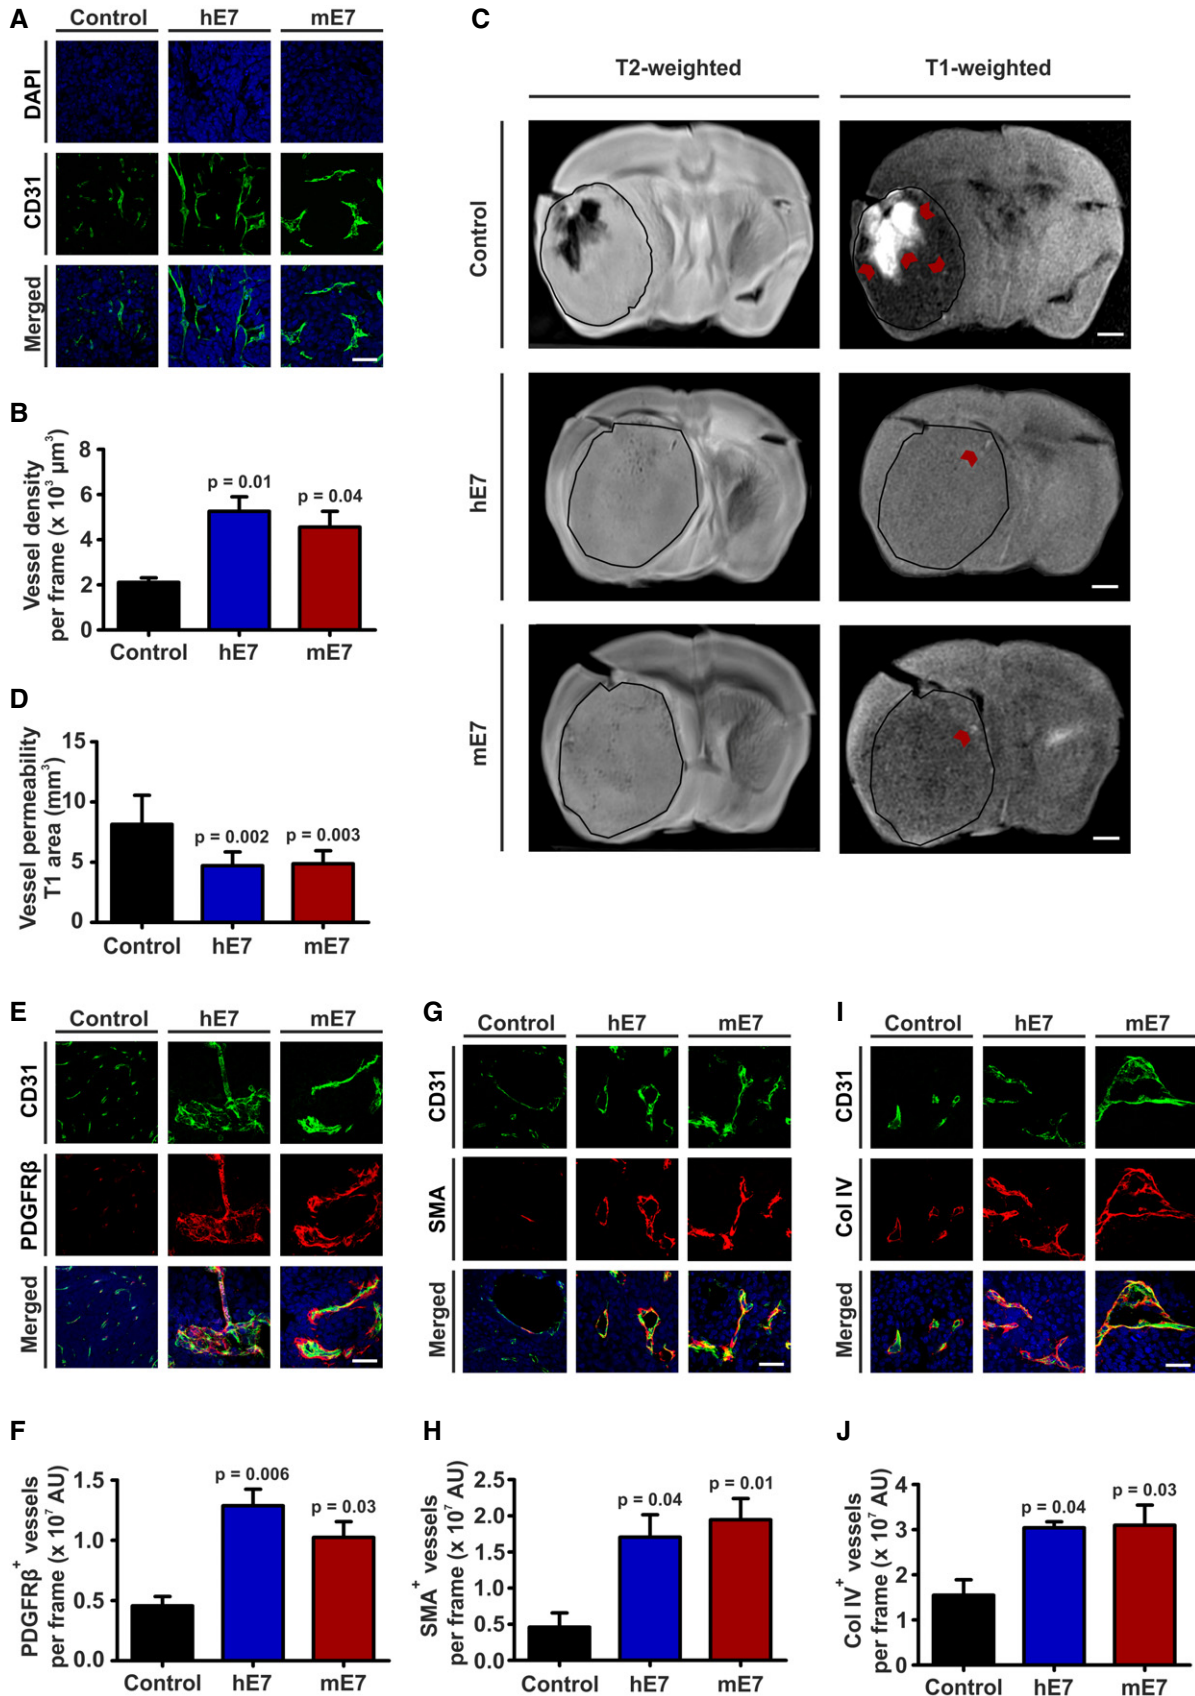 A
Control hE7 mE7
DAPI
CD31
Merged
B
Vessel density
per frame (x 10³ µm³)
8
6
4
2
0
p = 0.01
p = 0.04
Control hE7 mE7
C
T2-weighted T1-weighted
Control
hE7
mE7
D
Vessel permeability
T1 area (mm³)
15
10
5
0
p = 0.002 p = 0.003
Control hE7 mE7
E
Control hE7 mE7
CD31
PDGFRβ
Merged
G
Control hE7 mE7
CD31
SMA
Merged
I
Control hE7 mE7
CD31
Col IV
Merged
F
PDGFRβ⁺ vessels
per frame (x 10⁷ AU)
1.5
1.0
0.5
0.0
p = 0.006
p = 0.03
Control hE7 mE7
H
SMA⁺ vessels
per frame (x 10⁷ AU)
2.5
2.0
1.5
1.0
0.5
0.0
p = 0.04
p = 0.01
Control hE7 mE7
J
Col IV⁺ vessels
per frame (x 10⁷ AU)
4
3
2
1
0
p = 0.04
p = 0.03
Control hE7 mE7